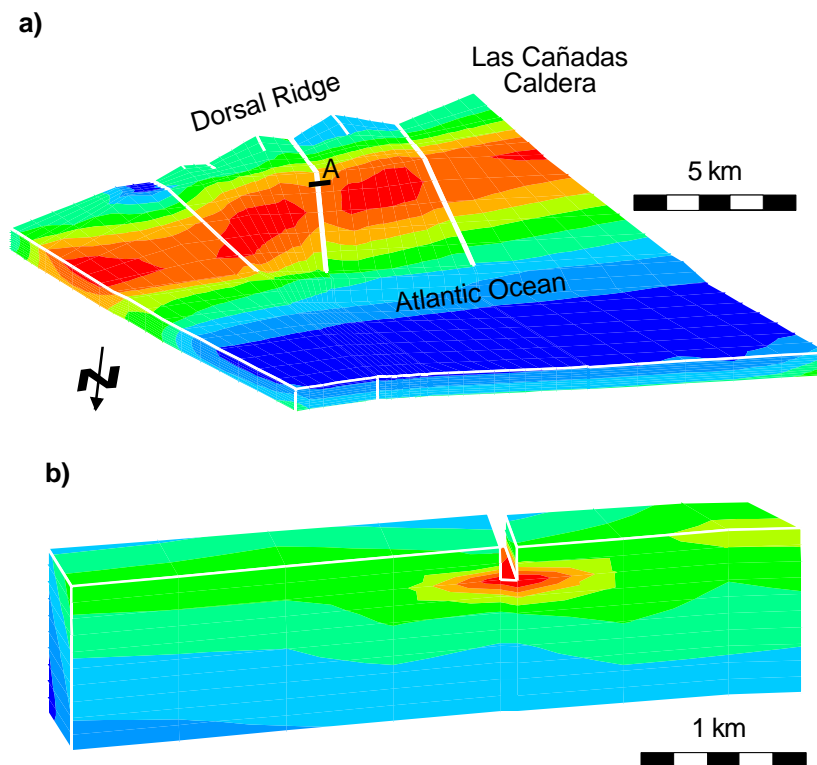 a)
Las Cañadas
Caldera
Dorsal Ridge
A
5 km
Atlantic Ocean
N
b)
1 km